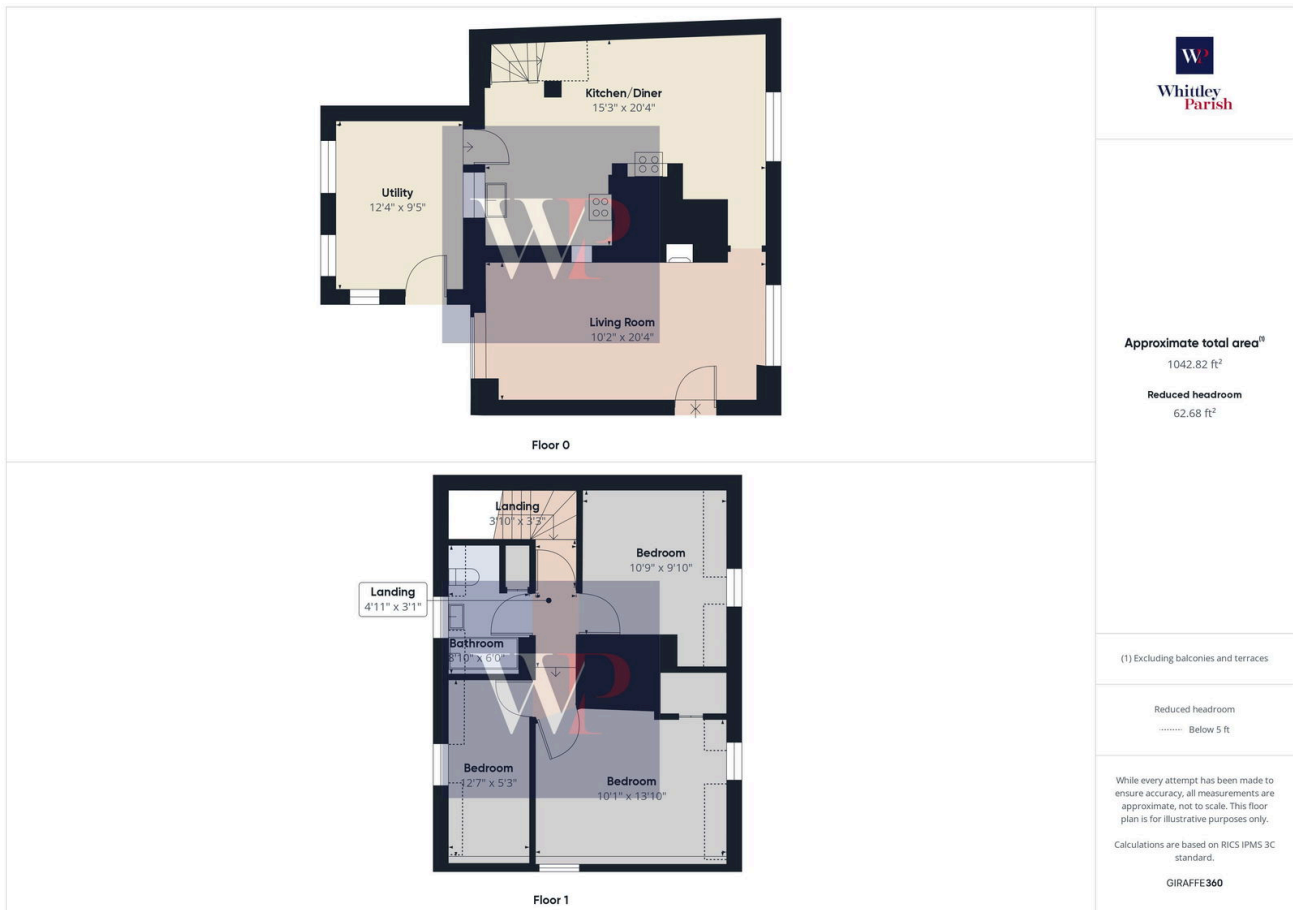 Kitchen/Diner
15'3" x 20'4"
Utility
12'4" x 9'5"
WP
Living Room
10'2" x 20'4"
Floor 0
Landing
3'10" x 3'3"
Bedroom
10'9" x 9'10"
Landing
4'11" x 3'1"
Bathroom
8'10" x 6'0"
WP
Bedroom
12'7" x 5'3"
Bedroom
10'1" x 13'10"
Floor 1
WP
Whittley
Parish
Approximate total area(1)
1042.82 ft²
Reduced headroom
62.68 ft²
(1) Excluding balconies and terraces
Reduced headroom
Below 5 ft
While every attempt has been made to
ensure accuracy, all measurements are
approximate, not to scale. This floor
plan is for illustrative purposes only.
Calculations are based on RICS IPMS 3C
standard.
GIRAFFE360